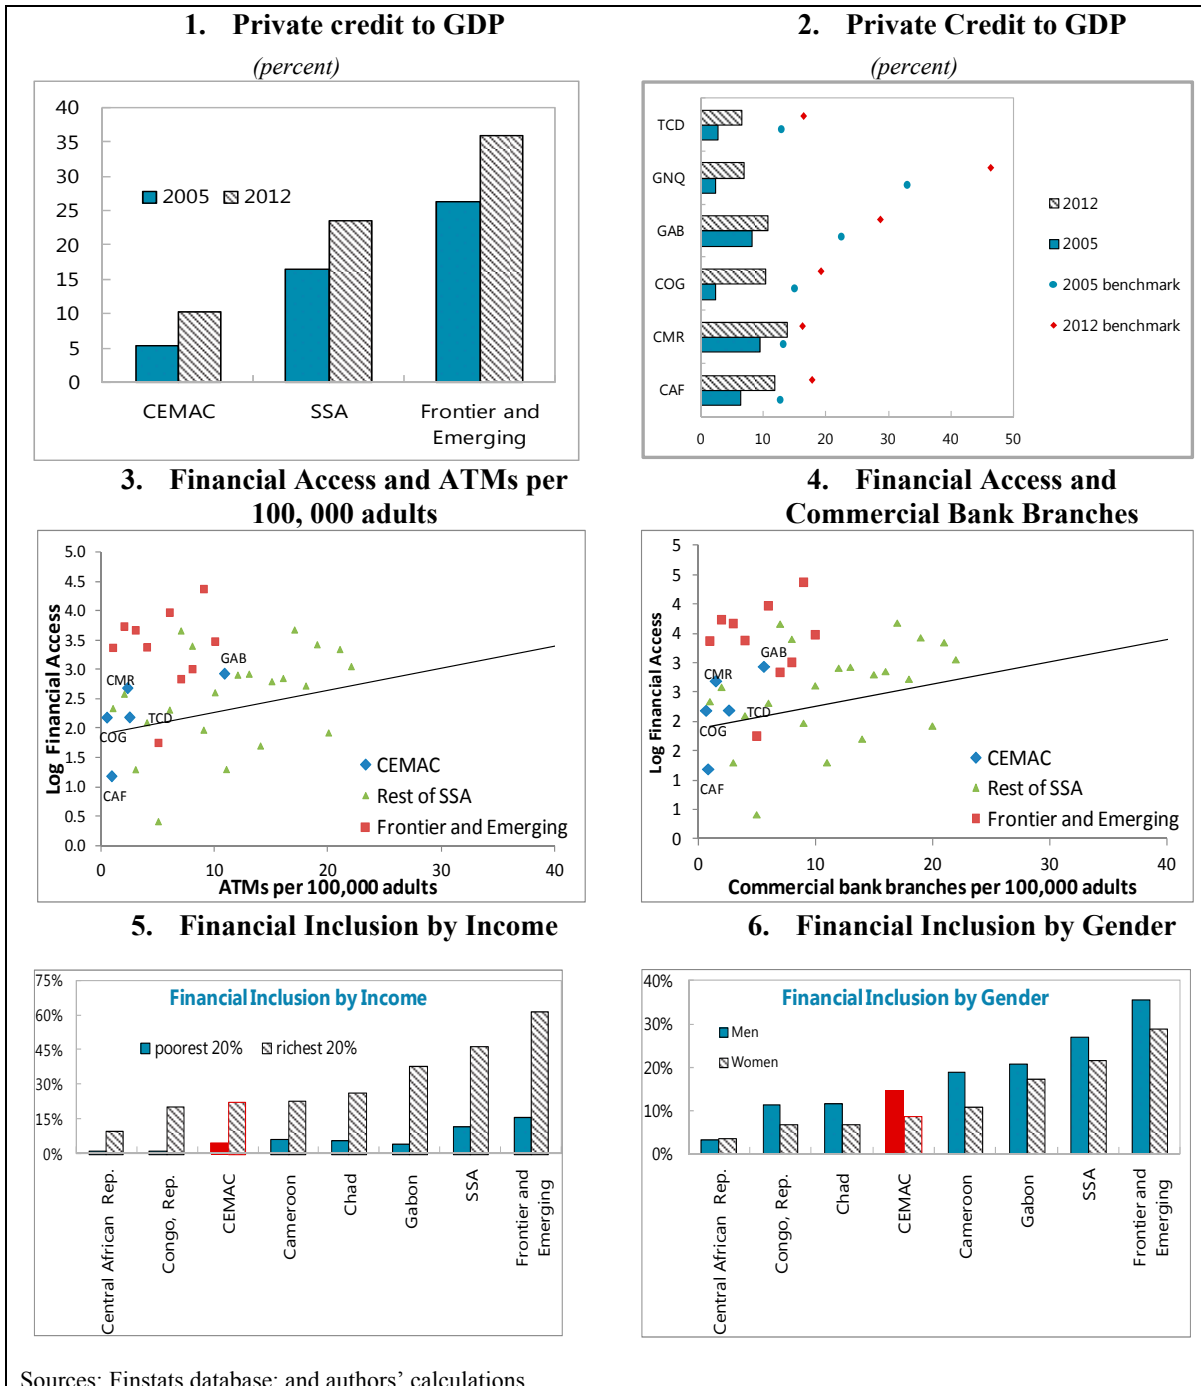 1. Private credit to GDP
(percent)
40
35
30
25
20
15
10
5
0
2005 2012
CEMAC SSA Frontier and
Emerging
2. Private Credit to GDP
(percent)
TCD
GNQ
GAB
COG
CMR
CAF
0 10 20 30 40 50
2012
2005
2005 benchmark
2012 benchmark
3. Financial Access and ATMs per
100, 000 adults
Log Financial Access
5.0
4.5
4.0
3.5
3.0
2.5
2.0
1.5
1.0
0.5
0.0
GAB
CMR
TCD
COG
CAF
CEMAC
Rest of SSA
Frontier and Emerging
0 10 20 30 40
ATMs per 100,000 adults
4. Financial Access and
Commercial Bank Branches
Log Financial Access
5
5
4
4
3
3
2
2
1
1
0
GAB
CMR
TCD
COG
CAF
CEMAC
Rest of SSA
Frontier and Emerging
0 10 20 30 40
Commercial bank branches per 100,000 adults
5. Financial Inclusion by Income
Financial Inclusion by Income
75%
60%
45%
30%
15%
0%
poorest 20% richest 20%
Central African Rep.
Congo, Rep.
CEMAC
Cameroon
Chad
Gabon
SSA
Frontier and
Emerging
6. Financial Inclusion by Gender
Financial Inclusion by Gender
40%
30%
20%
10%
0%
Men
Women
Central African Rep.
Congo, Rep.
Chad
CEMAC
Cameroon
Gabon
SSA
Frontier and
Emerging
Sources: Finstats database; and authors' calculations